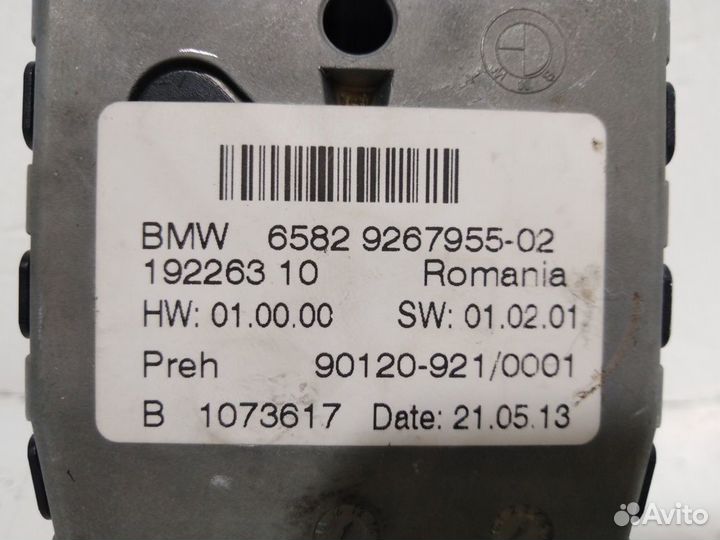 BMW 6582 9267955-02
192263 10 Romania
HW: 01.00.00 SW: 01.02.01
Preh 90120-921/0001
B 1073617 Date: 21.05.13
Avito